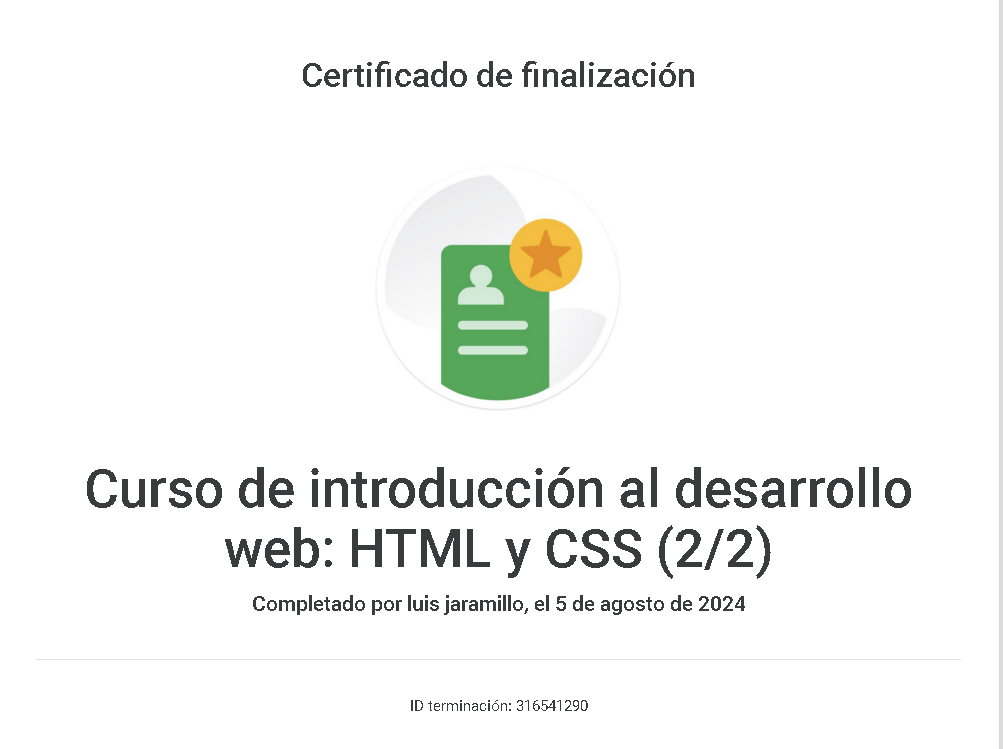 Certificado de finalización
Curso de introducción al desarrollo
web: HTML y CSS (2/2)
Completado por luis jaramillo, el 5 de agosto de 2024
ID terminación: 316541290